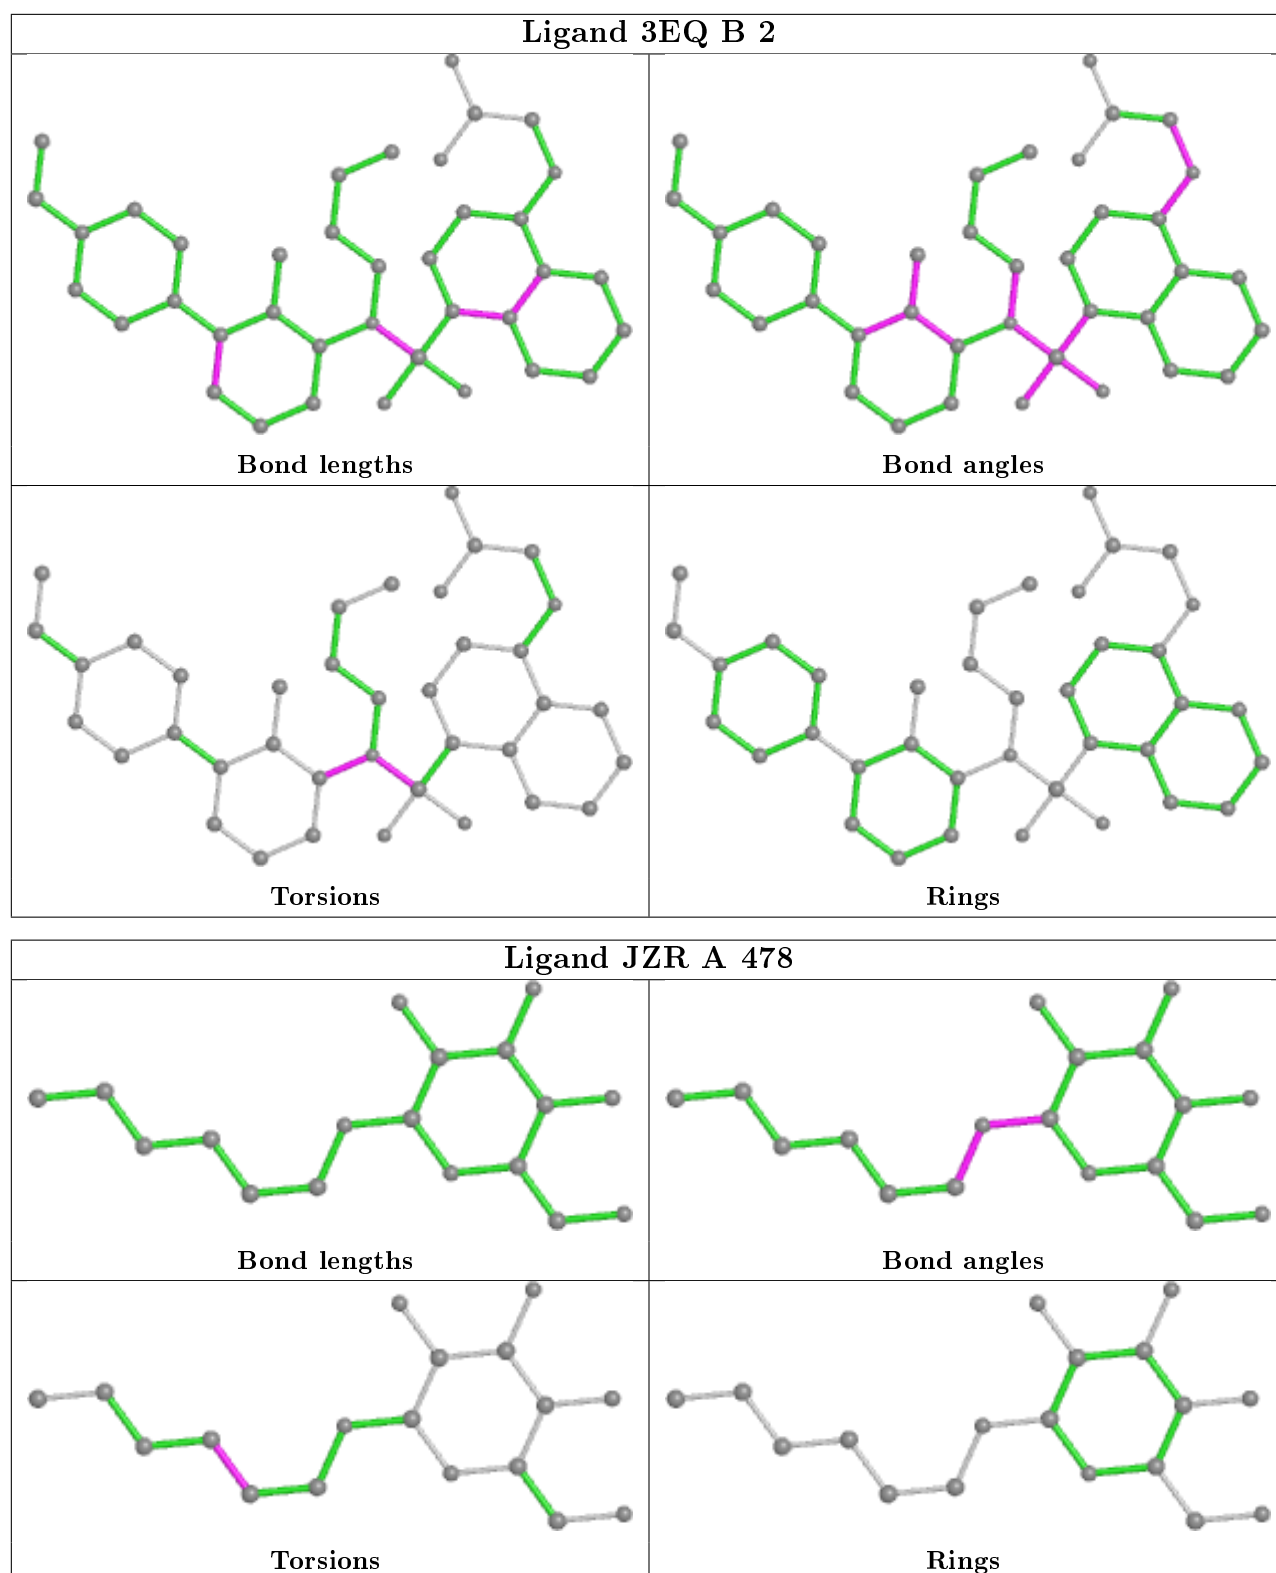 Ligand 3EQ B 2
Bond lengths
Bond angles
Torsions
Rings
Ligand JZR A 478
Bond lengths
Bond angles
Torsions
Rings